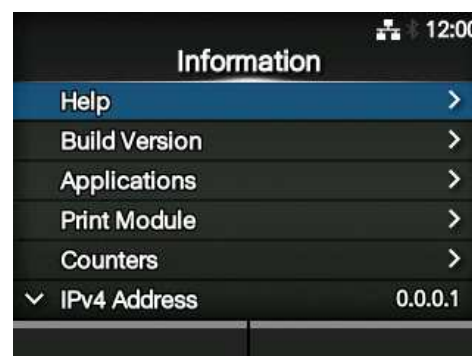 12:00
Information
Help
Build Version
Applications
Print Module
Counters
IPv4 Address 0.0.0.1